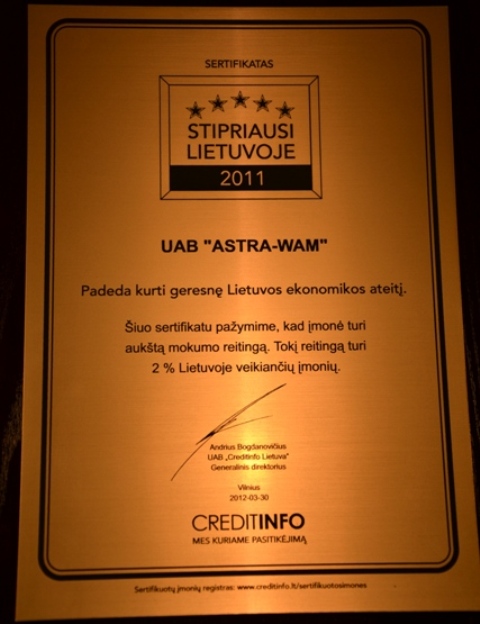 SERTIFIKATAS
STIPRIAUSI
LIETUVOJE
2011
UAB "ASTRA-WAM"
Padeda kurti geresnę Lietuvos ekonomikos ateitį.
Šiuo sertifikatu pažymime, kad įmonė turi
aukštą mokumo reitingą. Tokį reitingą turi
2 % Lietuvoje veikiančių įmonių.
Andrius Bogdanovičius
UAB „Creditinfo Lietuva"
Generalinis direktorius
Vilnius
2012-03-30
CREDITINFO
MES KURIAME PASITIKĖJIMĄ
Sertifikuotų įmonių registras: www.creditinfo.lt/sertifikuotosimones